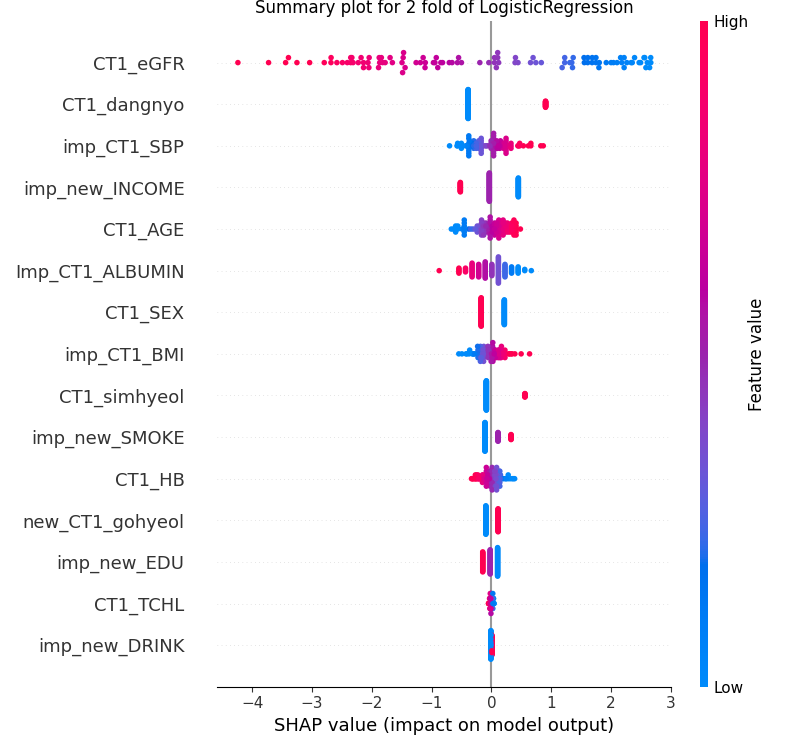 Summary plot for 2 fold of LogisticRegression
High
CT1_eGFR
CT1_dangnyo
imp_CT1_SBP
imp_new_INCOME
CT1_AGE
Imp_CT1_ALBUMIN
CT1_SEX
imp_CT1_BMI
CT1_simhyeol
imp_new_SMOKE
CT1_HB
new_CT1_gohyeol
imp_new_EDU
CT1_TCHL
imp_new_DRINK
Feature value
Low
−4 −3 −2 −1 0 1 2 3
SHAP value (impact on model output)